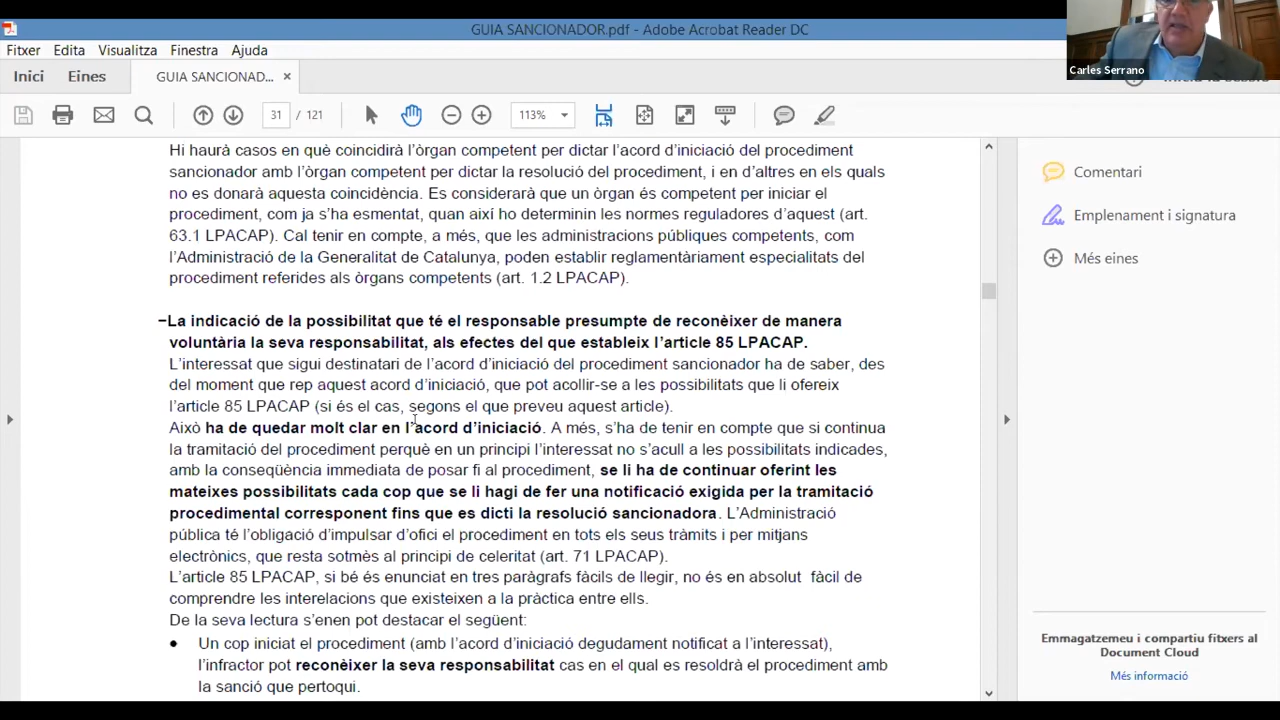 GUIA SANCIONADOR.pdf - Adobe Acrobat Reader DC
Fitxer Edita Visualitza Finestra Ajuda
Inici Eines GUIA SANCIONAD... ×
Carles Serrano
31 / 121 113%
Hi haurà casos en què coincidirà l’òrgan competent per dictar l’acord d’iniciació del procediment
sancionador amb l’òrgan competent per dictar la resolució del procediment, i en d’altres en els quals
no es donarà aquesta coincidència. Es considerarà que un òrgan és competent per iniciar el
procediment, com ja s’ha esmentat, quan així ho determinin les normes reguladores d’aquest (art.
63.1 LPACAP). Cal tenir en compte, a més, que les administracions públiques competents, com
l’Administració de la Generalitat de Catalunya, poden establir reglamentàriament especialitats del
procediment referides als òrgans competents (art. 1.2 LPACAP).
–La indicació de la possibilitat que té el responsable presumpte de reconèixer de manera
voluntària la seva responsabilitat, als efectes del que estableix l’article 85 LPACAP.
L’interessat que sigui destinatari de l’acord d’iniciació del procediment sancionador ha de saber, des
del moment que rep aquest acord d’iniciació, que pot acollir-se a les possibilitats que li ofereix
l’article 85 LPACAP (si és el cas, segons el que preveu aquest article).
Això ha de quedar molt clar en l’acord d’iniciació. A més, s’ha de tenir en compte que si continua
la tramitació del procediment perquè en un principi l’interessat no s’acull a les possibilitats indicades,
amb la conseqüència immediata de posar fi al procediment, se li ha de continuar oferint les
mateixes possibilitats cada cop que se li hagi de fer una notificació exigida per la tramitació
procedimental corresponent fins que es dicti la resolució sancionadora. L’Administració
pública té l’obligació d’impulsar d’ofici el procediment en tots els seus tràmits i per mitjans
electrònics, que resta sotmès al principi de celeritat (art. 71 LPACAP).
L’article 85 LPACAP, si bé és enunciat en tres paràgrafs fàcils de llegir, no és en absolut fàcil de
comprendre les interelacions que existeixen a la pràctica entre ells.
De la seva lectura s’enen pot destacar el següent:
• Un cop iniciat el procediment (amb l’acord d’iniciació degudament notificat a l’interessat),
l’infractor pot reconèixer la seva responsabilitat cas en el qual es resoldrà el procediment amb
la sanció que pertoqui.
Comentari
Emplenament i signatura
Més eines
Emmagatzemeu i compartiu fitxers al
Document Cloud
Més informació